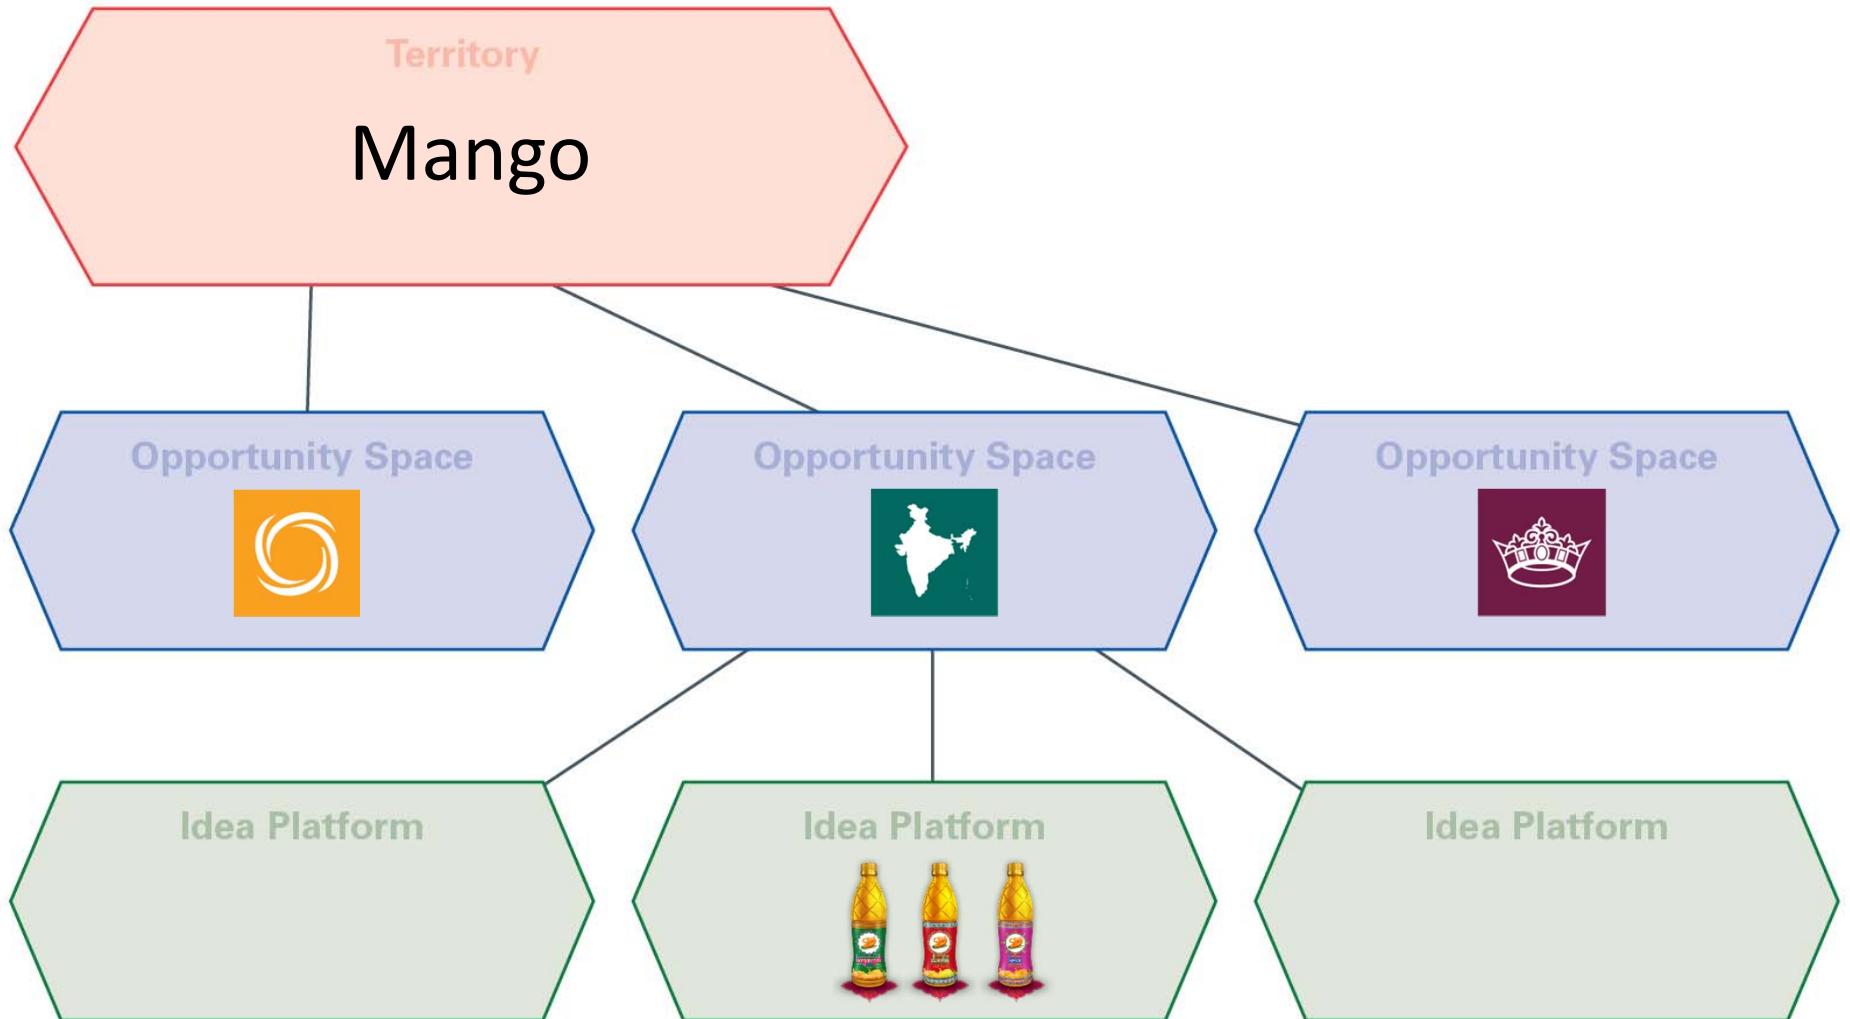 Territory
Mango
Opportunity Space
Opportunity Space
Opportunity Space
Idea Platform
Idea Platform
Idea Platform